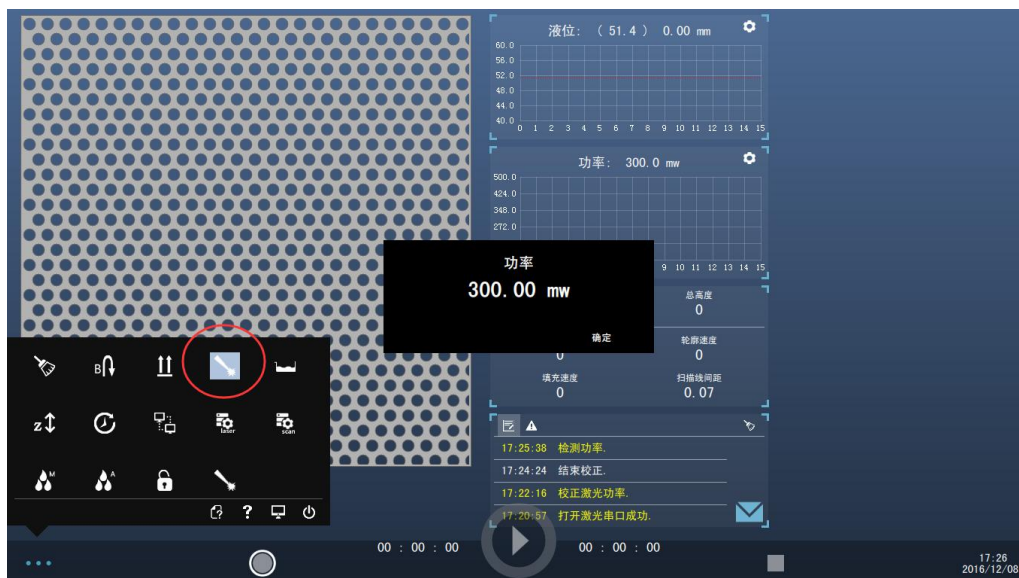 液位: ( 51.4 ) 0.00 mm
60.0
56.0
52.0
48.0
44.0
40.0
0 1 2 3 4 5 6 7 8 9 10 11 12 13 14 15
功率: 300.0 mw
500.0
424.0
348.0
272.0
9 10 11 12 13 14 15
功率
300.00 mw
确定
总高度
0
轮廓速度
0
0
填充速度
0
扫描线间距
0.07
B
Z
laser
scan
M
A
?
?
17:25:38 检测功率.
17:24:24 结束校正.
17:22:16 校正激光功率.
17:20:57 打开激光串口成功.
00 : 00 : 00
00 : 00 : 00
17:26
2016/12/08